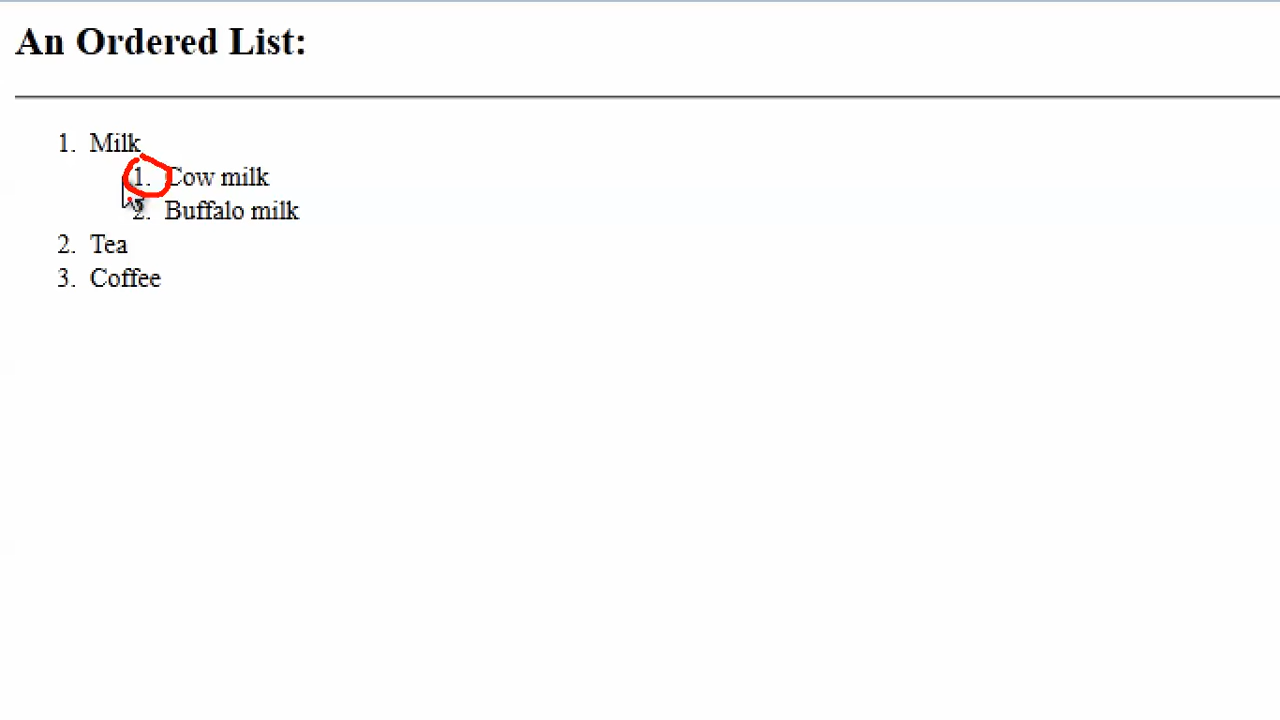 An Ordered List:
1. Milk
1. Cow milk
2. Buffalo milk
2. Tea
3. Coffee